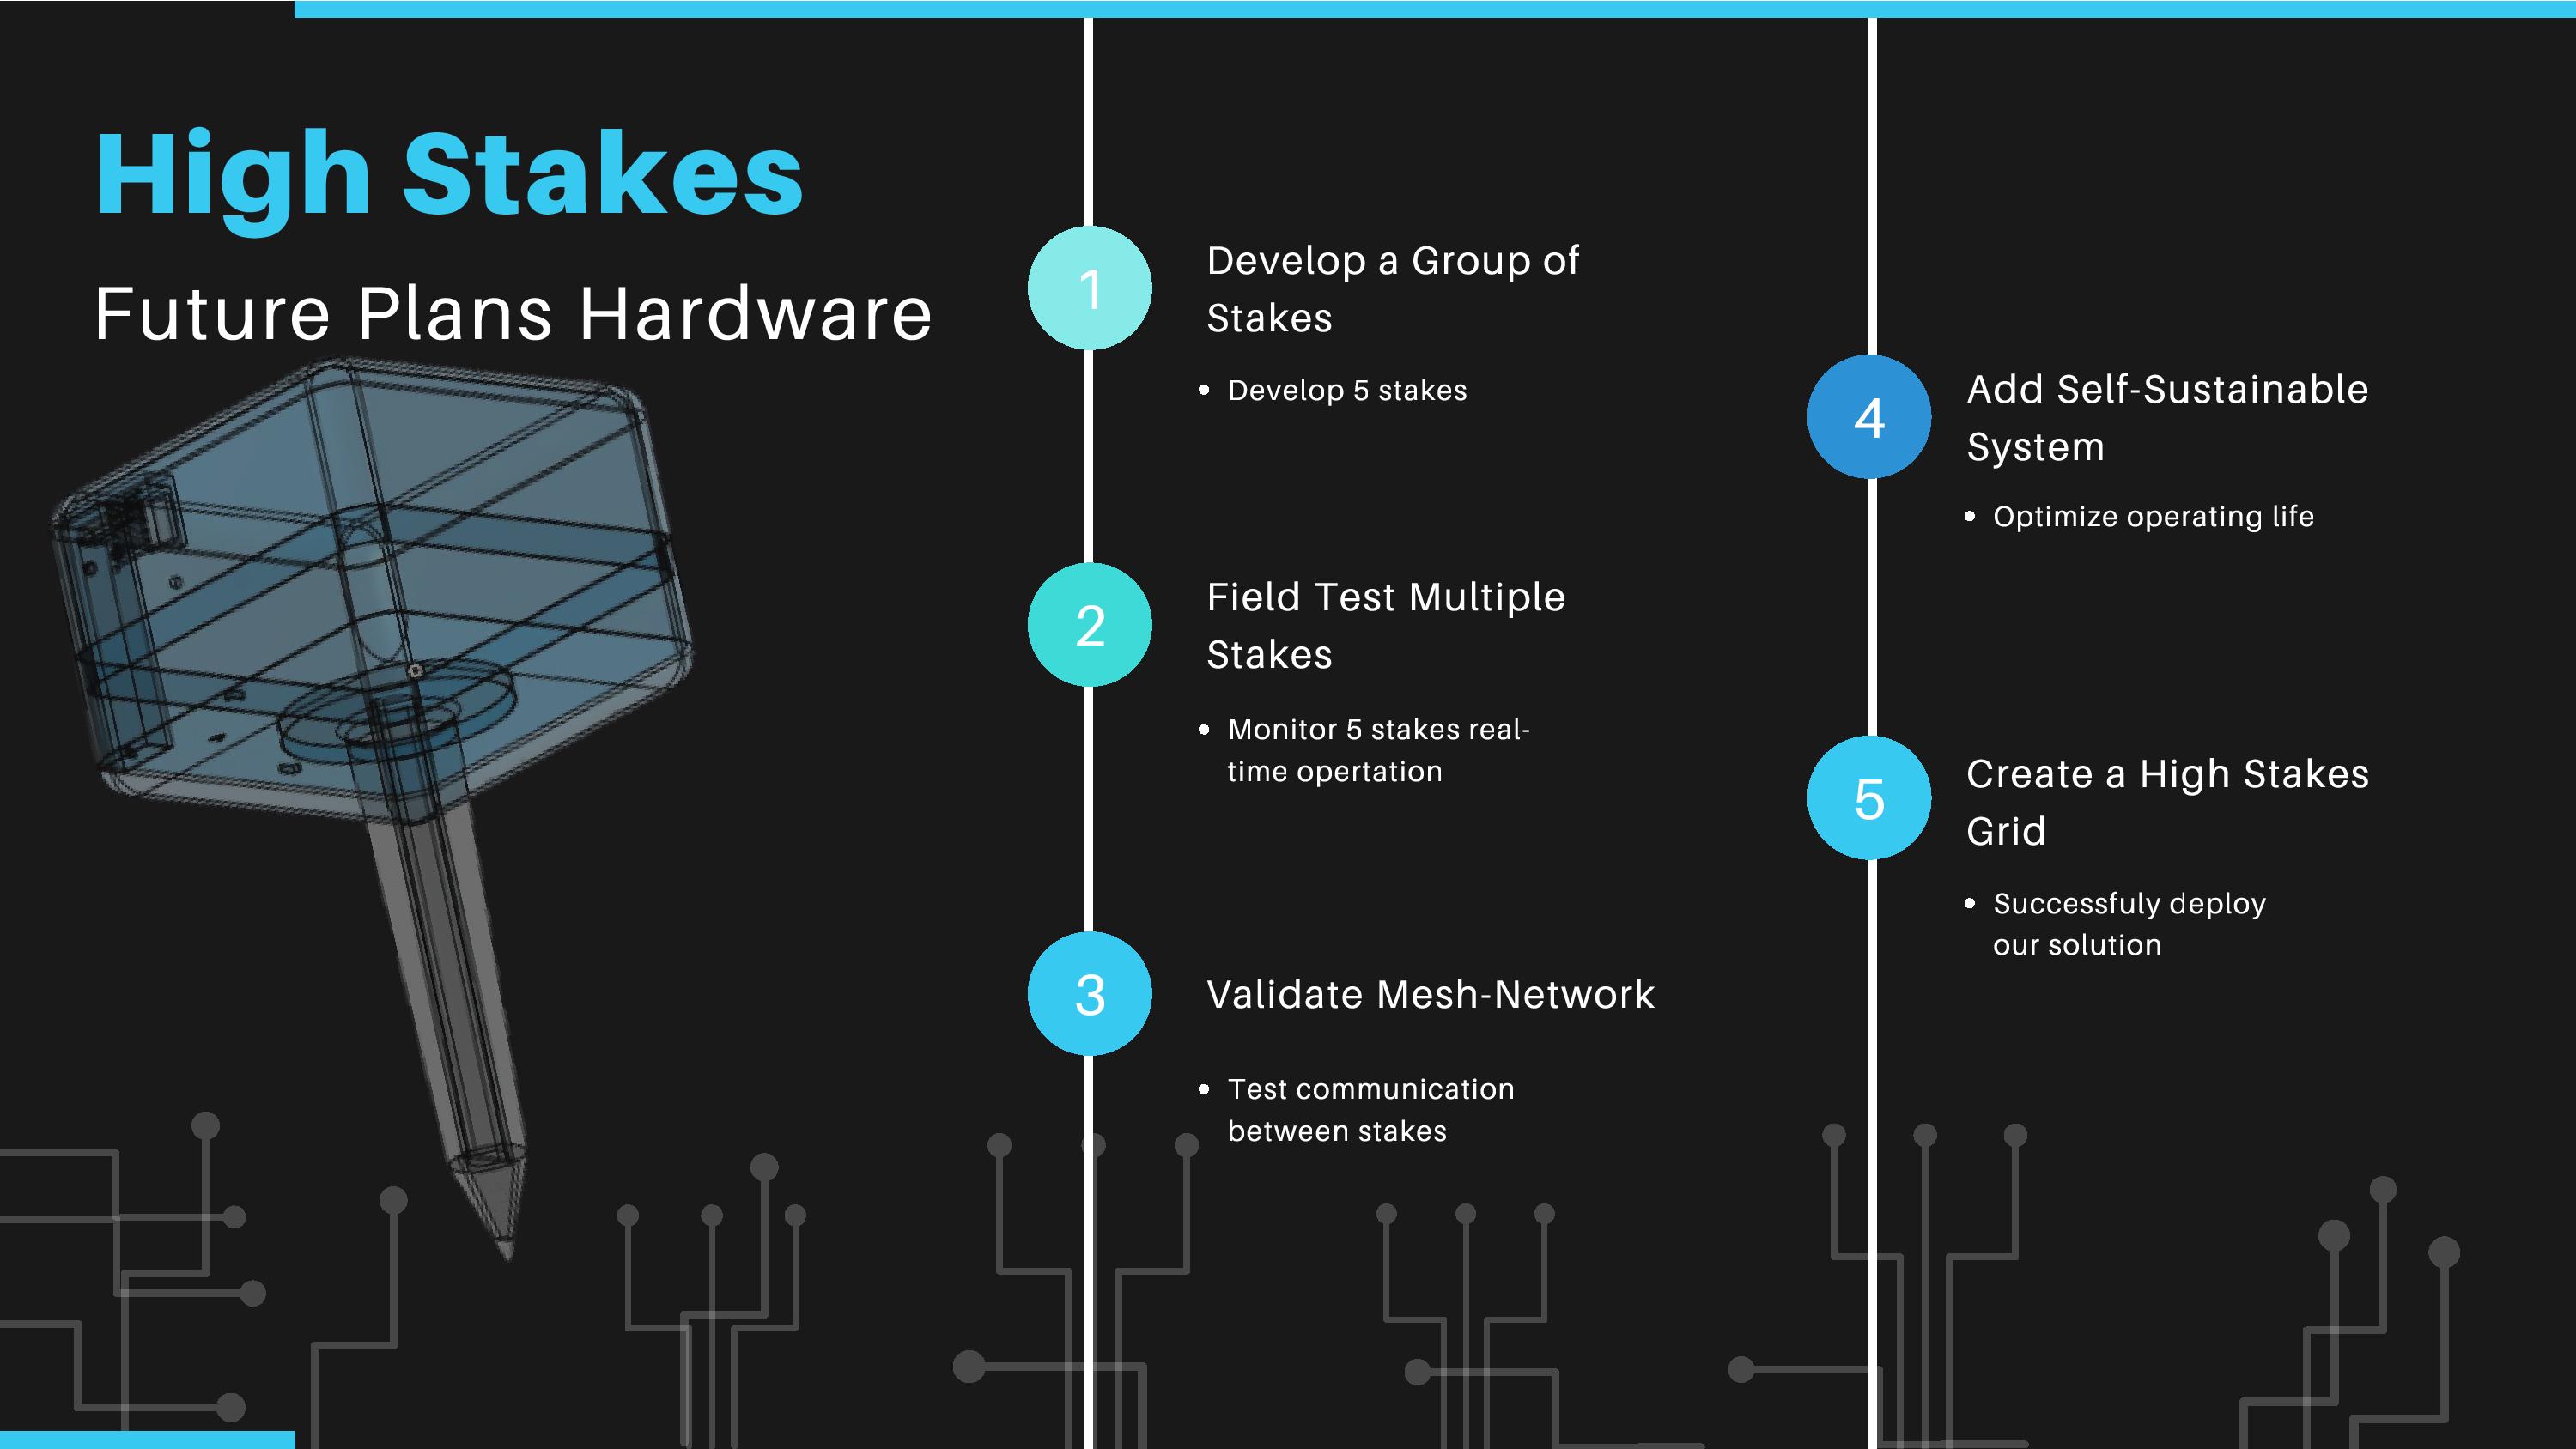 High Stakes
Future Plans Hardware
1
Develop a Group of
Stakes
• Develop 5 stakes
2
Field Test Multiple
Stakes
• Monitor 5 stakes real-
time opertation
3
Validate Mesh-Network
• Test communication
between stakes
4
Add Self-Sustainable
System
• Optimize operating life
5
Create a High Stakes
Grid
• Successfuly deploy
our solution